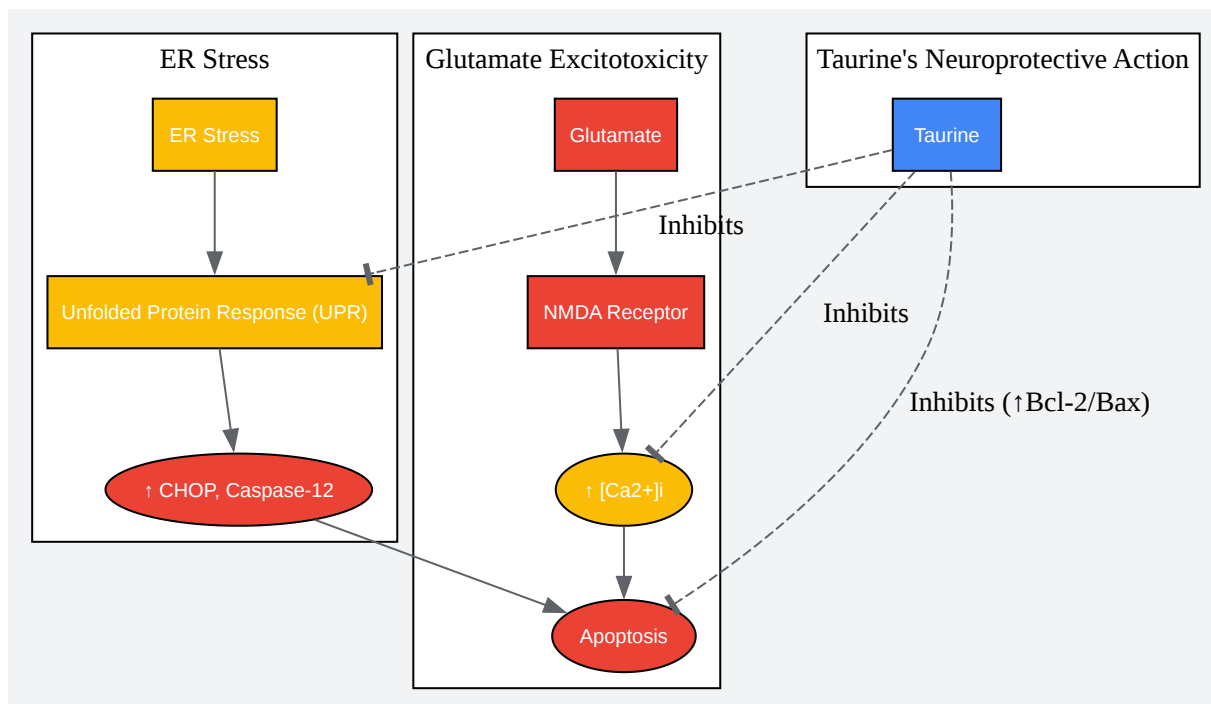 ER Stress
Glutamate Excitotoxicity
Taurine's Neuroprotective Action
ER Stress
Glutamate
Taurine
Inhibits
Unfolded Protein Response (UPR)
NMDA Receptor
Inhibits
Inhibits (↑Bcl-2/Bax)
↑ CHOP, Caspase-12
↑ [Ca2+]i
Apoptosis